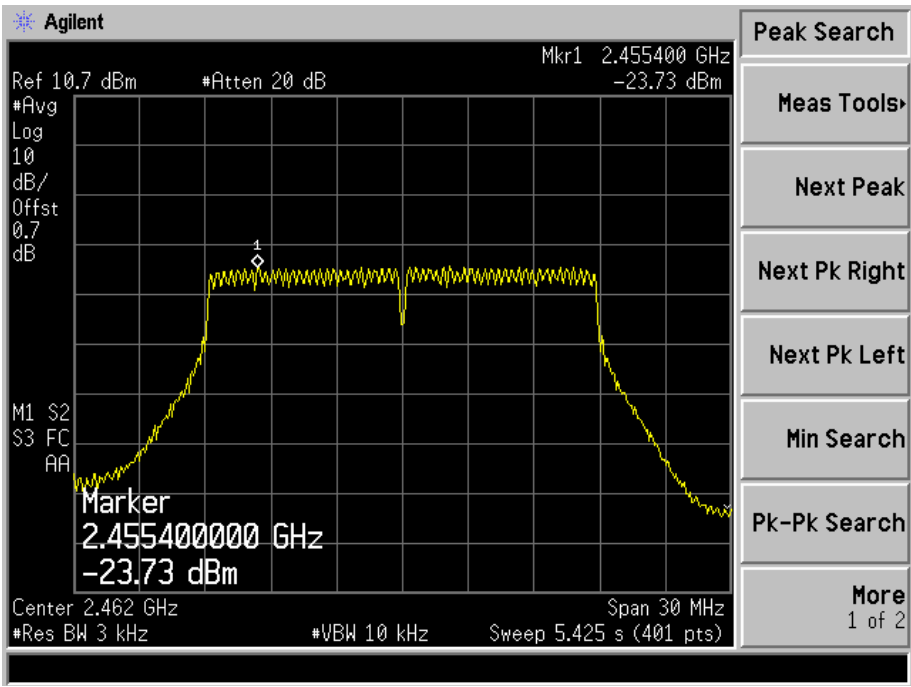 Agilent
Peak Search
Mkr1 2.455400 GHz
Ref 10.7 dBm #Atten 20 dB -23.73 dBm
#Avg
Log
10
dB/
Offst
0.7
dB
1
M1 S2
S3 FC
AA
Marker
2.455400000 GHz
-23.73 dBm
Center 2.462 GHz Span 30 MHz
#Res BW 3 kHz #VBW 10 kHz Sweep 5.425 s (401 pts)
Meas Tools
Next Peak
Next Pk Right
Next Pk Left
Min Search
Pk-Pk Search
More
1 of 2